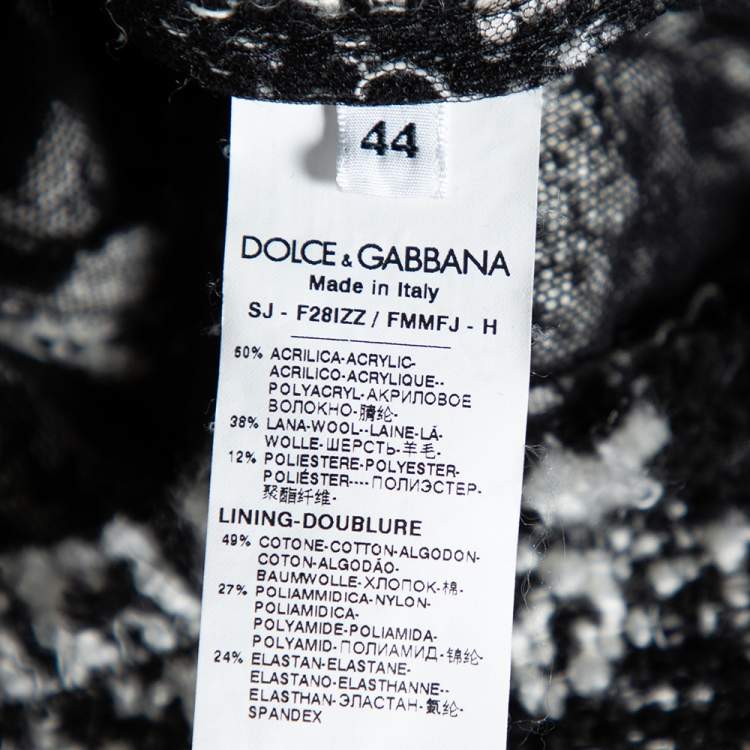 44
DOLCE & GABBANA
Made in Italy
SJ - F28IZZ / FMMFJ - H
50% ACRILICA-ACRYLIC-
ACRILICO-ACRYLIQUE--
POLYACRYL-АКРИЛОВОЕ
ВОЛОКНО-腈纶-
38% LANA-WOOL--LAINE-LÃ-
WOLLE-ШЕРСТЬ-羊毛
12% POLIESTERE-POLYESTER-
POLIÉSTER----ПОЛИЭСТЕР-
聚酯纤维-
LINING-DOUBLURE
49% COTONE-COTTON-ALGODON-
COTON-ALGODÃO-
BAUMWOLLE-ХЛОПОК-棉-
27% POLIAMMIDICA-NYLON-
POLIAMIDICA-
POLYAMIDE-POLIAMIDA-
POLYAMID-ПОЛИАМИД-锦纶-
24% ELASTAN-ELASTANE-
ELASTANO-ELASTHANNE--
ELASTHAN-ЭЛАСТАН-氨纶-
SPANDEX